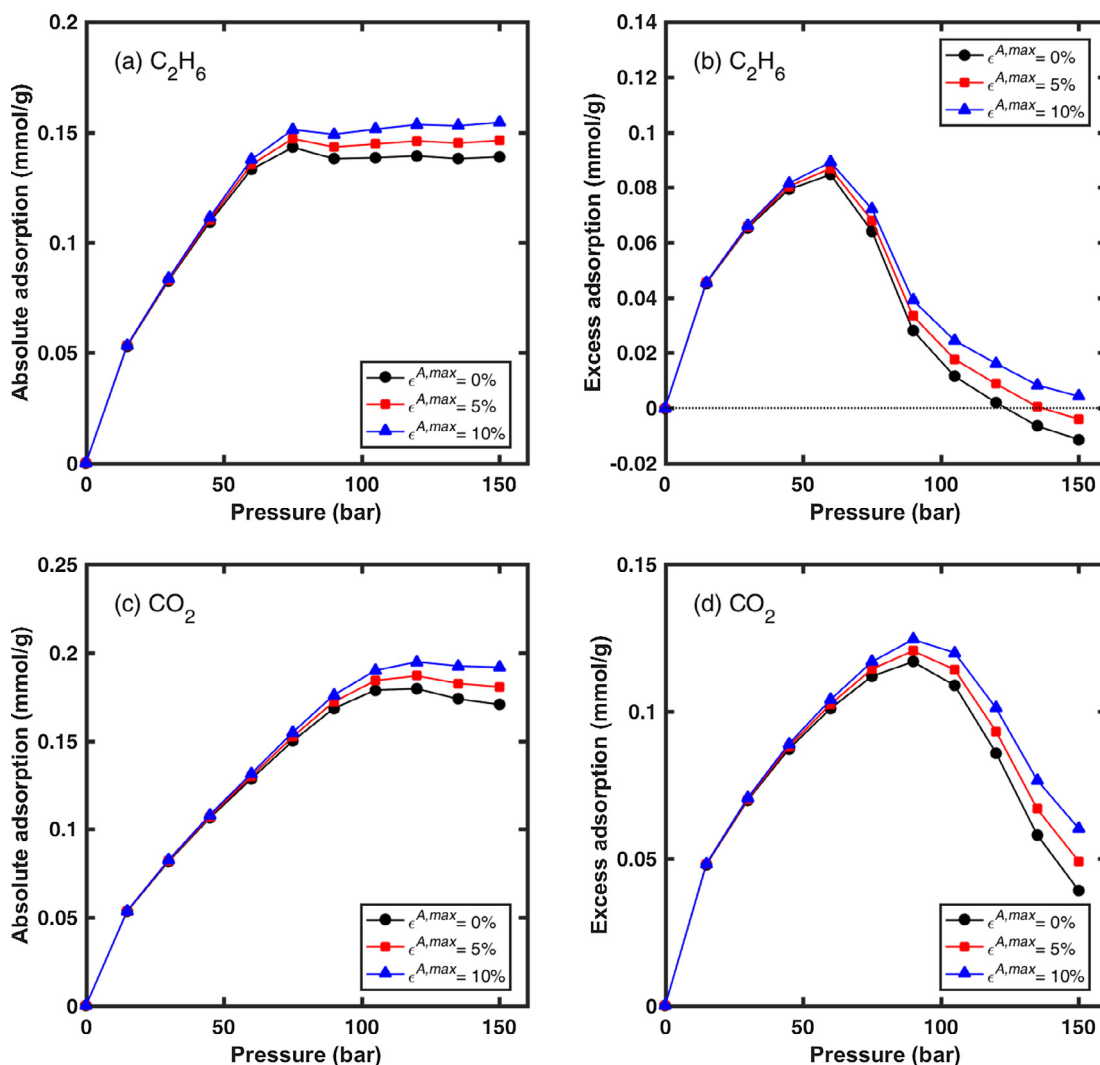 (a) C2H6
Absolute adsorption (mmol/g)
0.2
0.15
0.1
0.05
0
ϵA,max= 0%
ϵA,max= 5%
ϵA,max= 10%
0 50 100 150
Pressure (bar)
(b) C2H6
Excess adsorption (mmol/g)
0.14
0.12
0.1
0.08
0.06
0.04
0.02
0
-0.02
ϵA,max= 0%
ϵA,max= 5%
ϵA,max= 10%
0 50 100 150
Pressure (bar)
(c) CO2
Absolute adsorption (mmol/g)
0.25
0.2
0.15
0.1
0.05
0
ϵA,max= 0%
ϵA,max= 5%
ϵA,max= 10%
0 50 100 150
Pressure (bar)
(d) CO2
Excess adsorption (mmol/g)
0.15
0.1
0.05
0
ϵA,max= 0%
ϵA,max= 5%
ϵA,max= 10%
0 50 100 150
Pressure (bar)